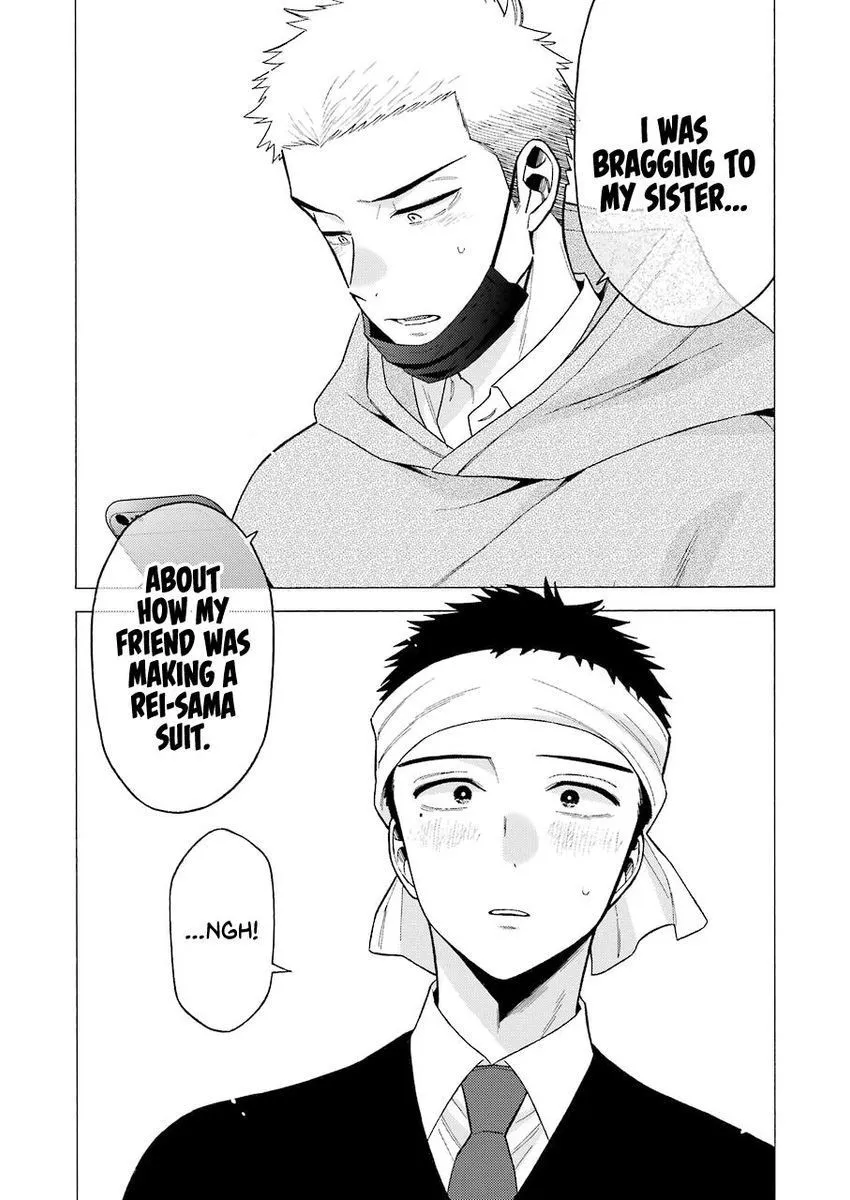 I WAS
BRAGGING TO
MY SISTER...
ABOUT
HOW MY
FRIEND WAS
MAKING A
REI-SAMA
SUIT.
...NGH!